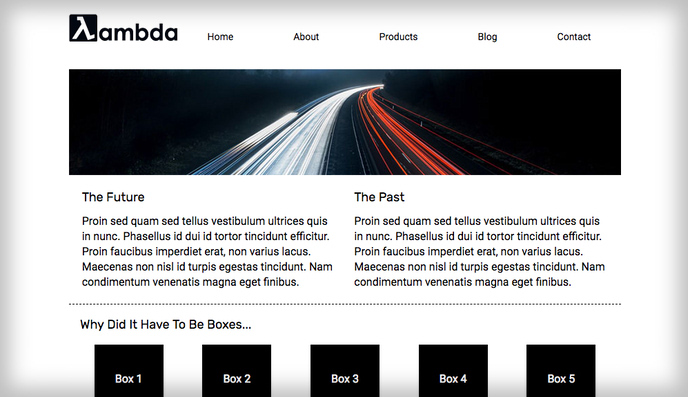 λambda
Home About Products Blog Contact
The Future
Proin sed quam sed tellus vestibulum ultrices quis
in nunc. Phasellus id dui id tortor tincidunt efficitur.
Proin faucibus imperdiet erat, non varius lacus.
Maecenas non nisl id turpis egestas tincidunt. Nam
condimentum venenatis magna eget finibus.
The Past
Proin sed quam sed tellus vestibulum ultrices quis
in nunc. Phasellus id dui id tortor tincidunt efficitur.
Proin faucibus imperdiet erat, non varius lacus.
Maecenas non nisl id turpis egestas tincidunt. Nam
condimentum venenatis magna eget finibus.
Why Did It Have To Be Boxes...
Box 1 Box 2 Box 3 Box 4 Box 5